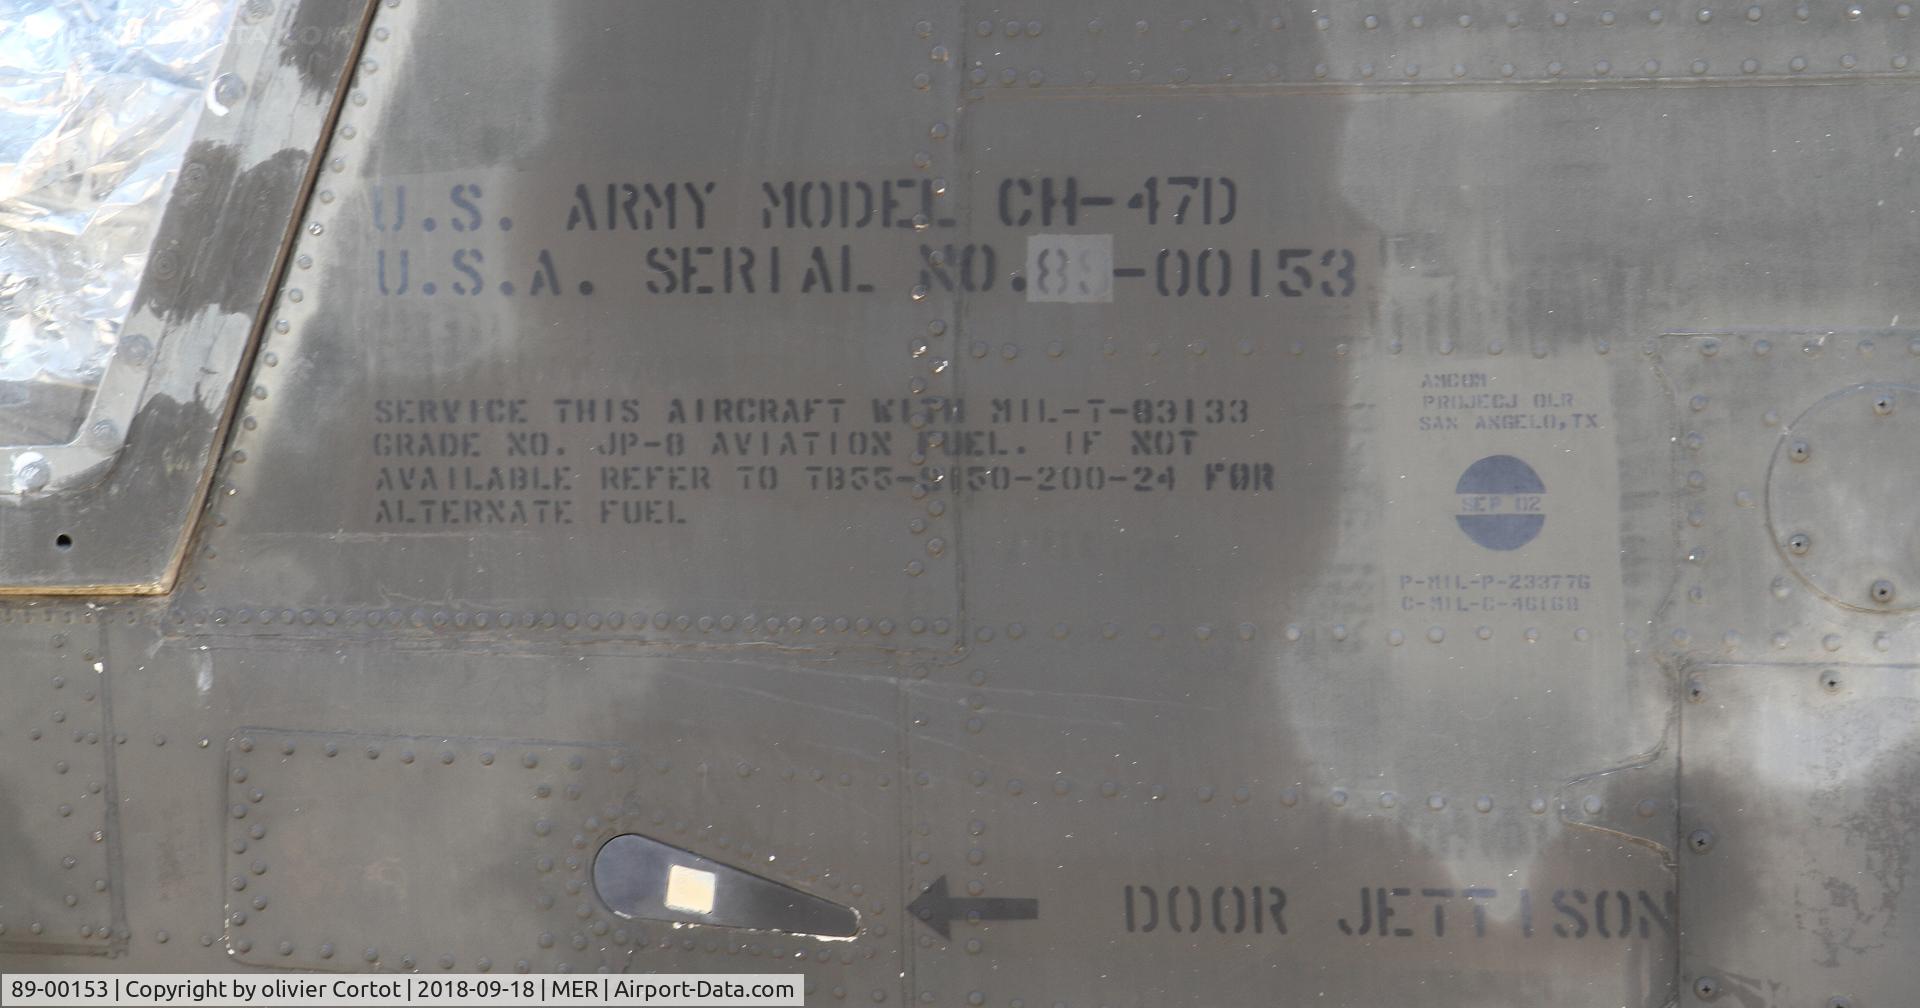 U.S. ARMY MODEL CH-47D
U.S.A. SERIAL NO.89-00153
SERVICE THIS AIRCRAFT WITH MIL-T-83133
GRADE NO. JP-8 AVIATION FUEL. IF NOT
AVAILABLE REFER TO TB55-9150-200-24 FOR
ALTERNATE FUEL
AMCOM
PROJECJ OLR
SAN ANGELO,TX
SEP 02
P-MIL-P-23377G
C-MIL-C-46168
DOOR JETTISON
89-00153 | Copyright by olivier Cortot | 2018-09-18 | MER | Airport-Data.com